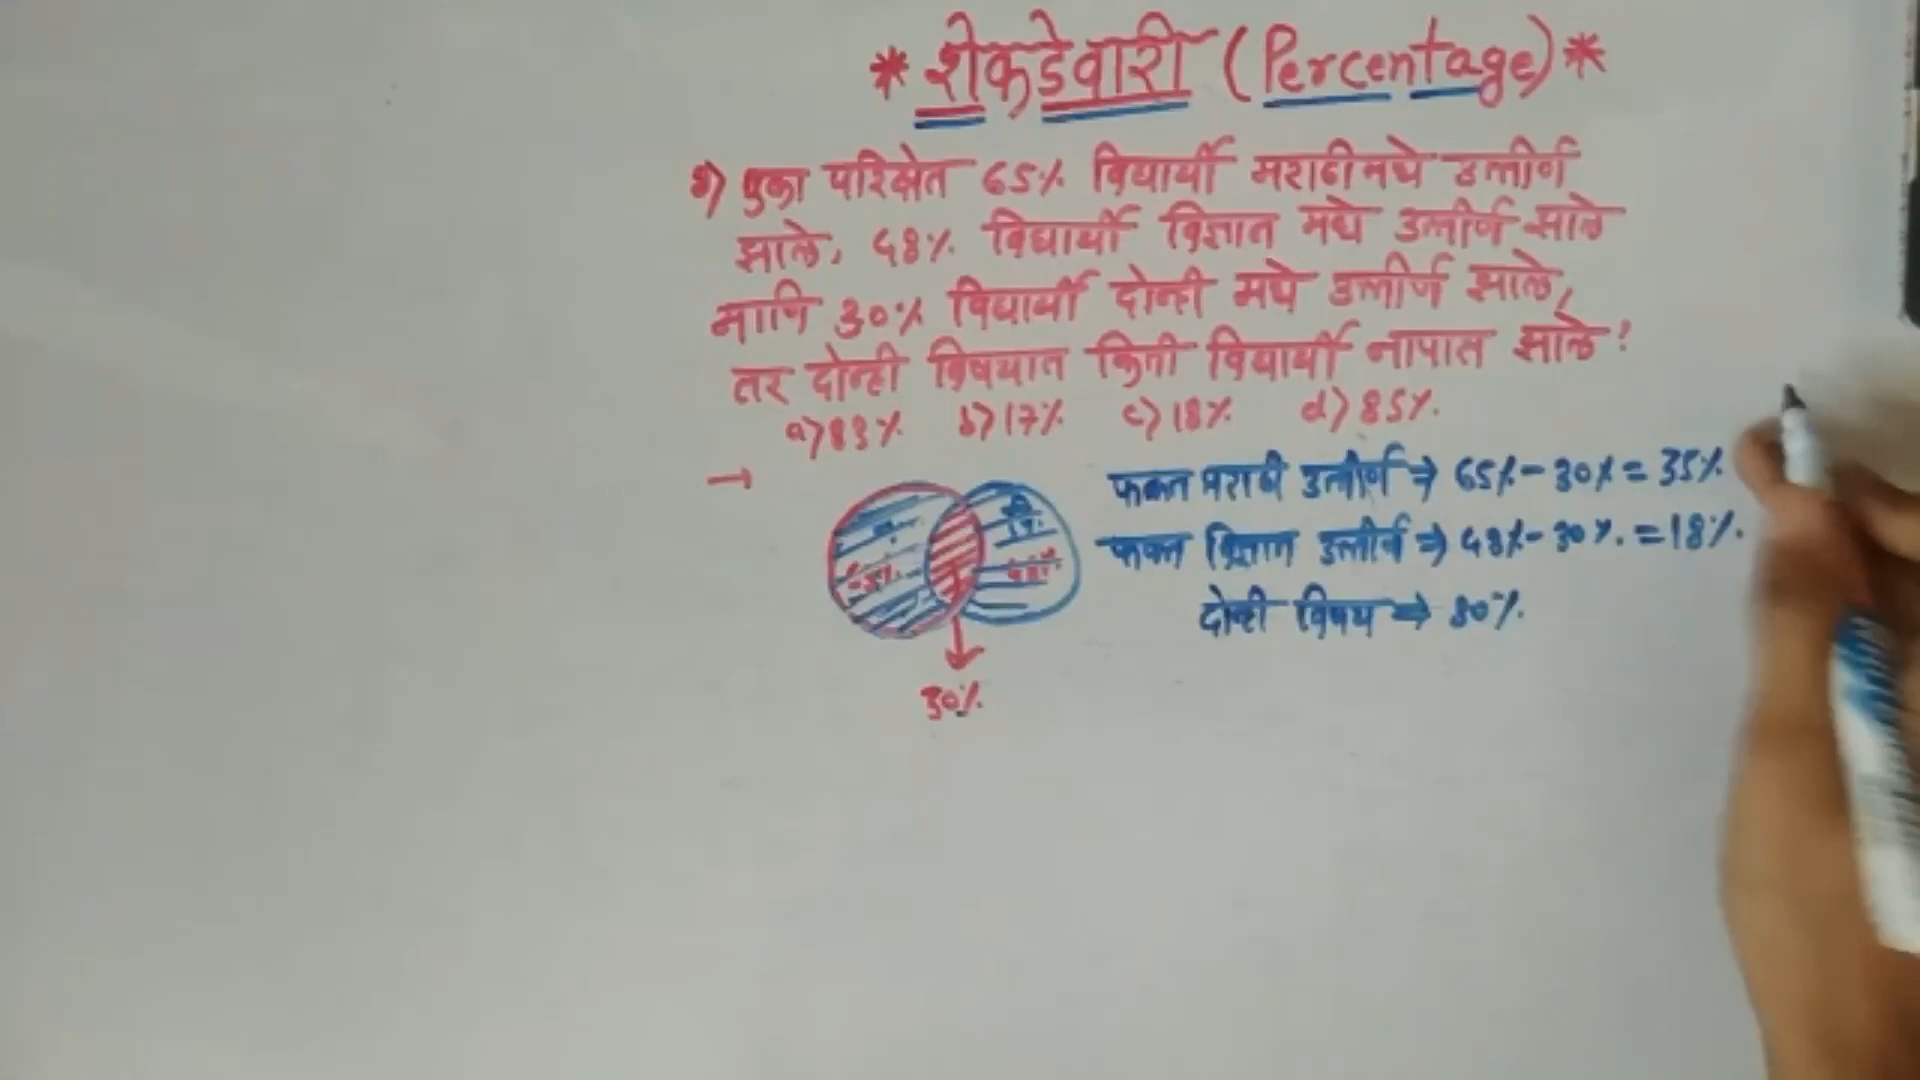 * शेकडेवारी (Percentage) *
१) एका परिक्षेत 65% विद्यार्थी मराठीमधे उत्तीर्ण
झाले, 48% विद्यार्थी विज्ञान मधे उत्तीर्ण झाले
आणि 30% विद्यार्थी दोन्ही मधे उत्तीर्ण झाले,
तर दोन्ही विषयात किती विद्यार्थी नापास झाले?
a) 83% b) 17% c) 18% d) 85%.
→
फक्त मराठी उत्तीर्ण ⇒ 65% - 30% = 35%
फक्त विज्ञान उत्तीर्ण ⇒ 48% - 30% = 18%.
दोन्ही विषय ⇒ 30%.
30%.